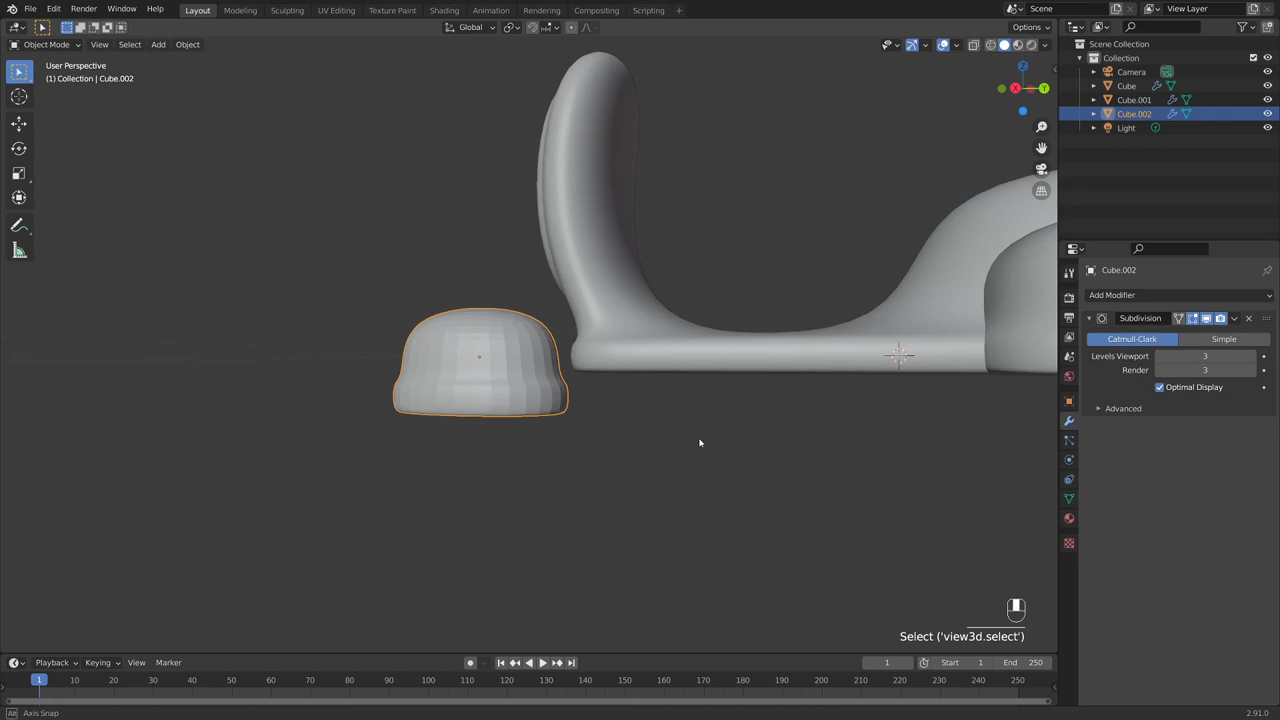 File Edit Render Window Help Layout Modeling Sculpting UV Editing Texture Paint Shading Animation Rendering Compositing Scripting + Scene View Layer
Global Options
Object Mode View Select Add Object
User Perspective
(1) Collection | Cube.002
X Y Z
Scene Collection
Collection
Camera
Cube
Cube.001
Cube.002
Light
Cube.002
Add Modifier
Subdivision
Catmull-Clark Simple
Levels Viewport 3
Render 3
Optimal Display
Advanced
Select ('view3d.select')
Playback Keying View Marker 1 Start 1 End 250
1 10 20 30 40 50 60 70 80 90 100 110 120 130 140 150 160 170 180 190 200 210 220 230 240 250
Alt Axis Snap 2.91.0